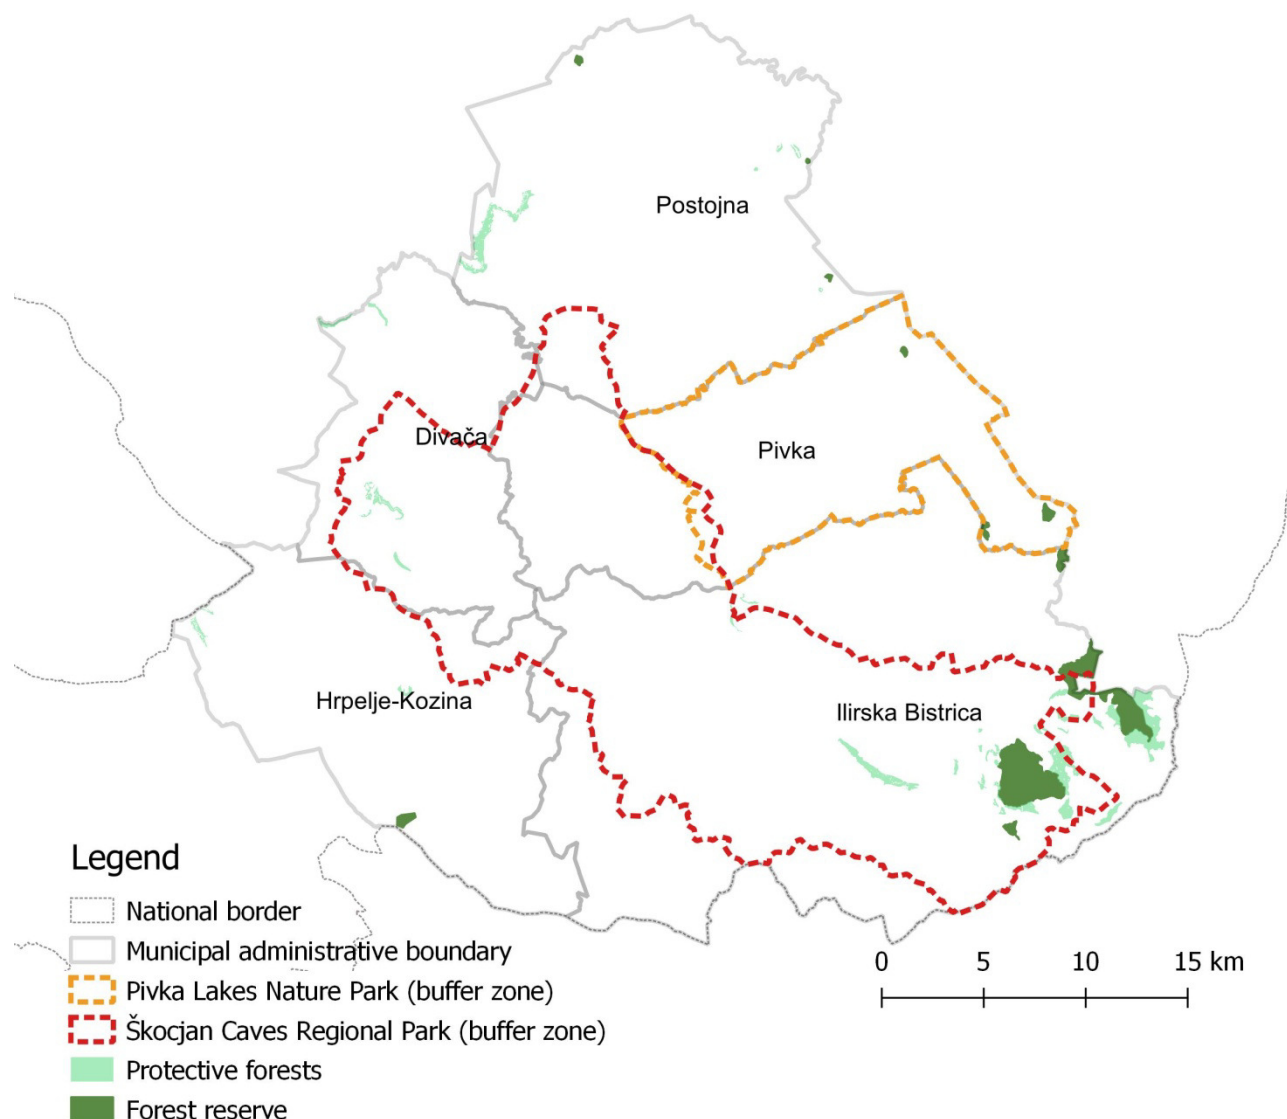 Postojna
Divača
Pivka
Hrpelje-Kozina
Ilirska Bistrica
Legend
National border
Municipal administrative boundary
Pivka Lakes Nature Park (buffer zone)
Škocjan Caves Regional Park (buffer zone)
Protective forests
Forest reserve
0 5 10 15 km